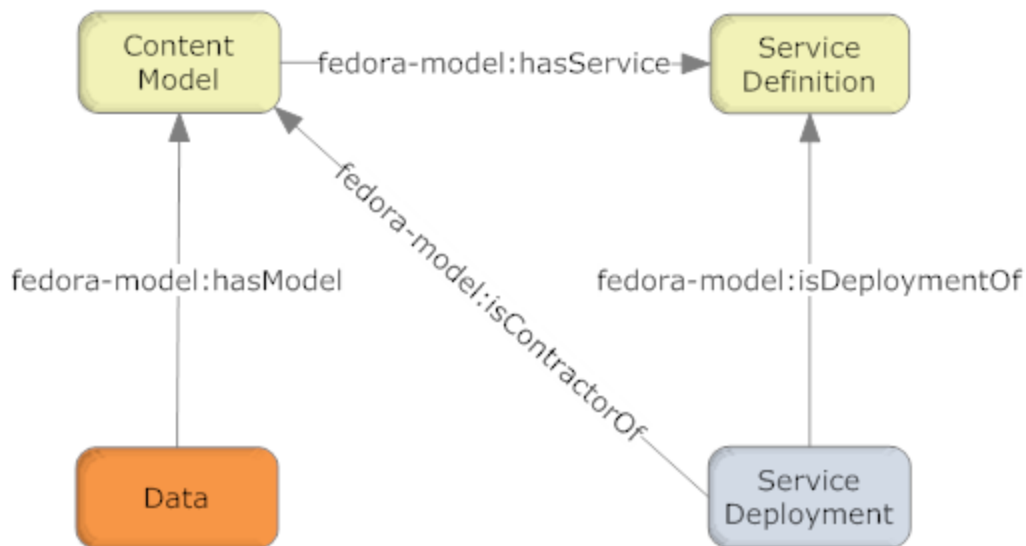 Content
Model
fedora-model:hasService
Service
Definition
fedora-model:isContractorOf
fedora-model:hasModel
fedora-model:isDeploymentOf
Data
Service
Deployment